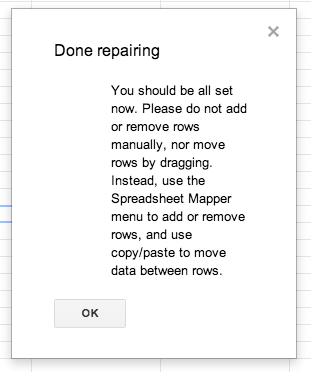 Done repairing
You should be all set
now. Please do not add
or remove rows
manually, nor move
rows by dragging.
Instead, use the
Spreadsheet Mapper
menu to add or remove
rows, and use
copy/paste to move
data between rows.
OK